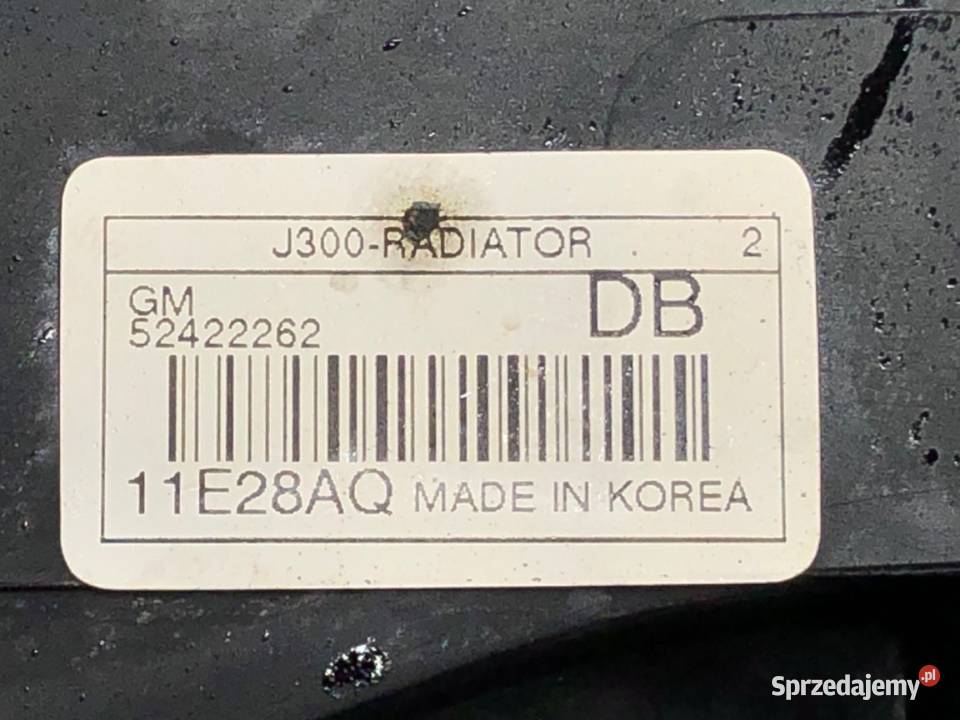 J300-RADIATOR 2
GM DB
52422262
11E28AQ MADE IN KOREA
Sprzedajemy.pl